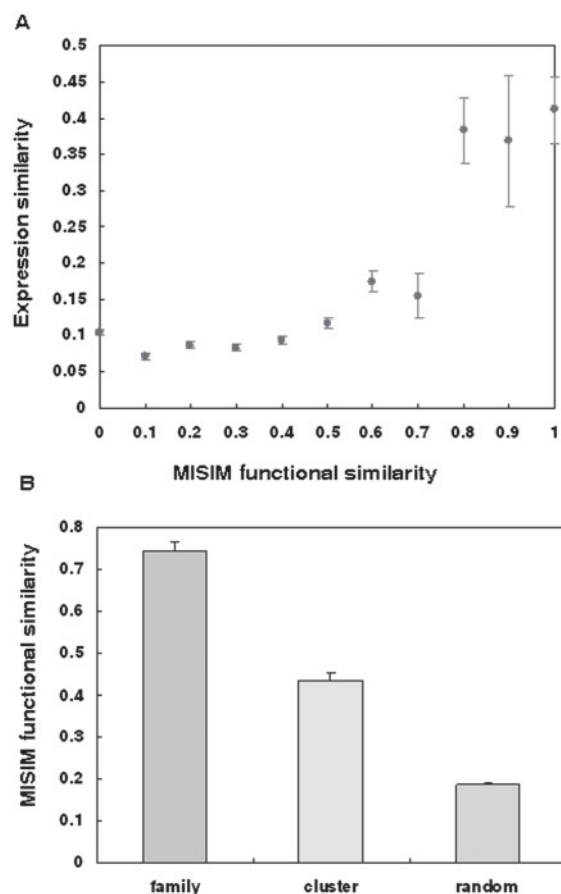 A
Expression similarity
0.5
0.45
0.4
0.35
0.3
0.25
0.2
0.15
0.1
0.05
0
0 0.1 0.2 0.3 0.4 0.5 0.6 0.7 0.8 0.9 1
MISIM functional similarity
B
MISIM functional similarity
0.8
0.7
0.6
0.5
0.4
0.3
0.2
0.1
0
family cluster random